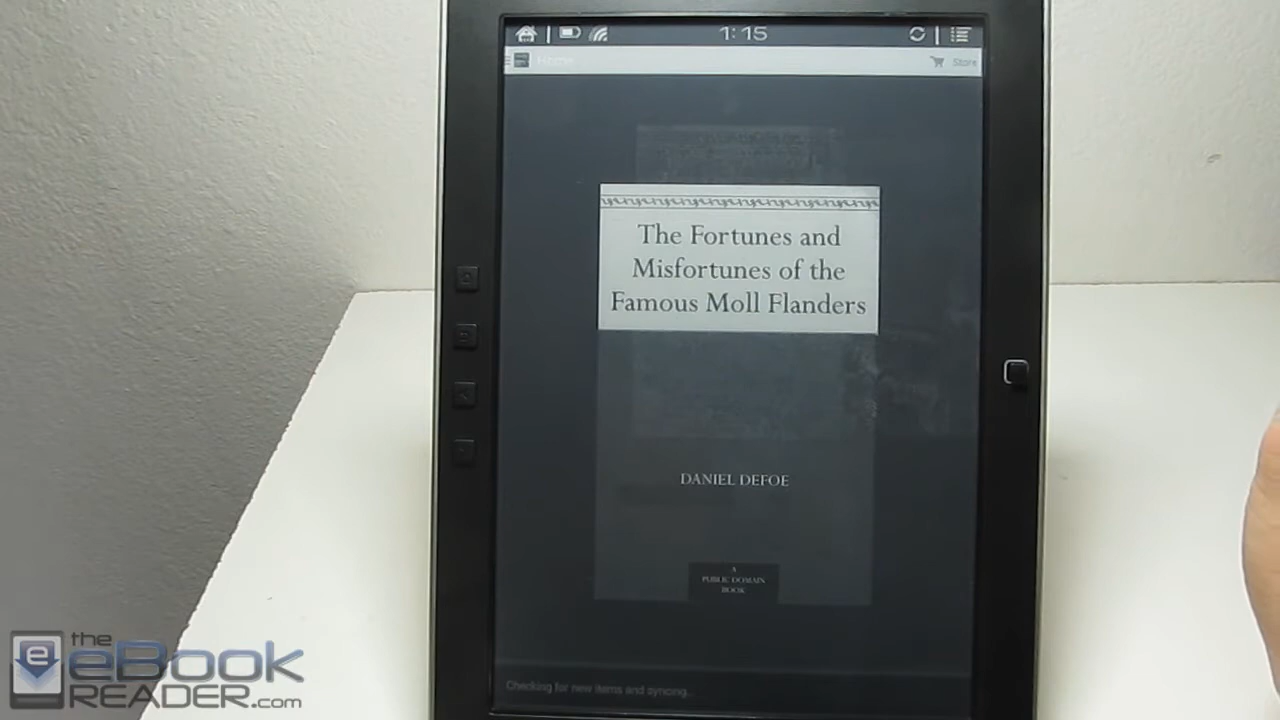 1:15
Home
Store
The Fortunes and
Misfortunes of the
Famous Moll Flanders
DANIEL DEFOE
A
PUBLIC DOMAIN
BOOK
Checking for new items and syncing...
the
eBook
READER.com